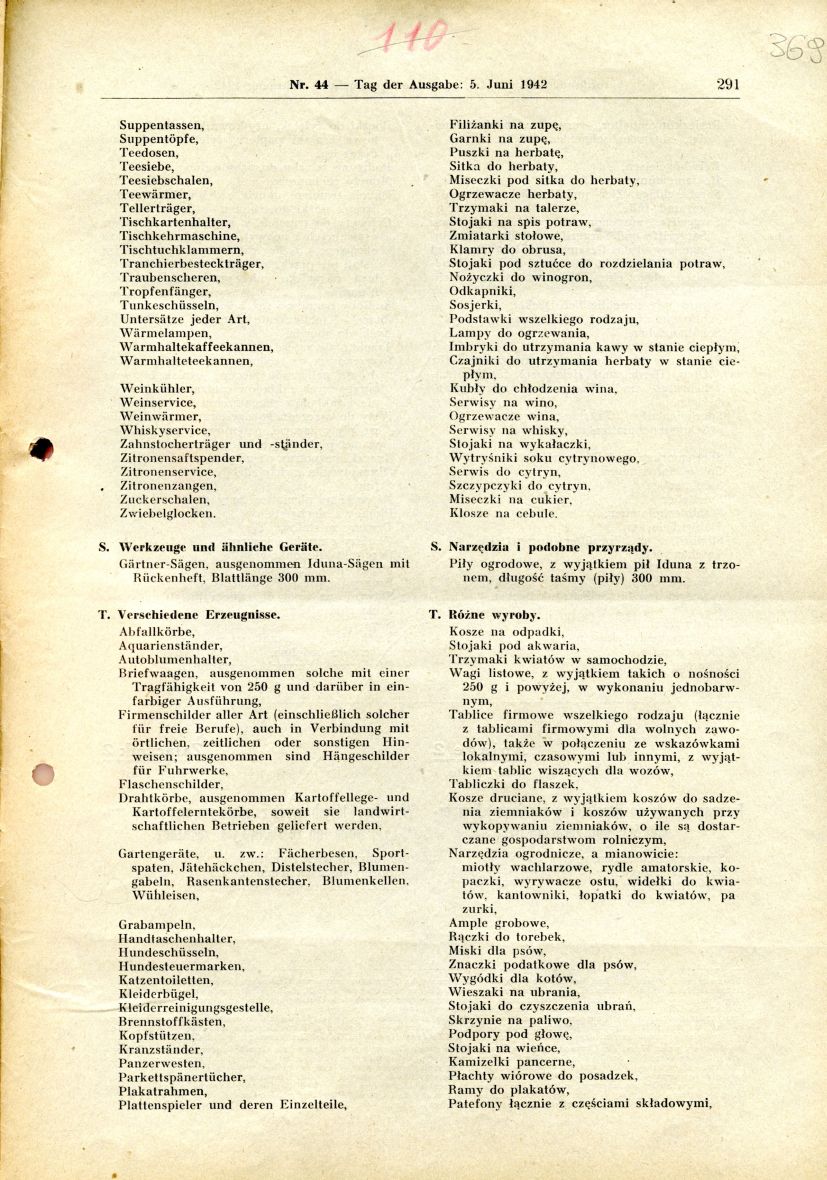 110
369
Nr. 44 — Tag der Ausgabe: 5. Juni 1942 291
Suppentassen,
Suppentöpfe,
Teedosen,
Teesiebe,
Teesiebschalen,
Teewärmer,
Tellerträger,
Tischkartenhalter,
Tischkehrmaschine,
Tischtuchklammern,
Tranchierbesteckträger,
Traubenscheren,
Tropfenfänger,
Tunkeschüsseln,
Untersätze jeder Art,
Wärmelampen,
Warmhaltekaffeekannen,
Warmhalteteekannen,
Weinkühler,
Weinservice,
Weinwärmer,
Whiskyservice,
Zahnstocherträger und -ständer,
Zitronensaftspender,
Zitronenservice,
Zitronenzangen,
Zuckerschalen,
Zwiebelglocken.
S. Werkzeuge und ähnliche Geräte.
Gärtner-Sägen, ausgenommen Iduna-Sägen mit
Rückenheft, Blattlänge 300 mm.
T. Verschiedene Erzeugnisse.
Abfallkörbe,
Aquarienständer,
Autoblumenhalter,
Briefwaagen, ausgenommen solche mit einer
Tragfähigkeit von 250 g und darüber in ein-
farbiger Ausführung,
Firmenschilder aller Art (einschließlich solcher
für freie Berufe), auch in Verbindung mit
örtlichen, zeitlichen oder sonstigen Hin-
weisen; ausgenommen sind Hängeschilder
für Fuhrwerke,
Flaschenschilder,
Drahtkörbe, ausgenommen Kartoffellege- und
Kartoffelerntekörbe, soweit sie landwirt-
schaftlichen Betrieben geliefert werden,
Gartengeräte, u. zw.: Fächerbesen, Sport-
spaten, Jätehäckchen, Distelstecher, Blumen-
gabeln, Rasenkantenstecher, Blumenkellen,
Wühleisen,
Grabampeln,
Handtaschenhalter,
Hundeschüsseln,
Hundesteuermarken,
Katzentoiletten,
Kleiderbügel,
Kleiderreinigungsgestelle,
Brennstoffkästen,
Kopfstützen,
Kranzständer,
Panzerwesten,
Parkettspänertücher,
Plakatrahmen,
Plattenspieler und deren Einzelteile,
Filiżanki na zupę,
Garnki na zupę,
Puszki na herbatę,
Sitka do herbaty,
Miseczki pod sitka do herbaty,
Ogrzewacze herbaty,
Trzymaki na talerze,
Stojaki na spis potraw,
Zmiatarki stołowe,
Klamry do obrusa,
Stojaki pod sztućce do rozdzielania potraw,
Nożyczki do winogron,
Odkapniki,
Sosjerki,
Podstawki wszelkiego rodzaju,
Lampy do ogrzewania,
Imbryki do utrzymania kawy w stanie ciepłym,
Czajniki do utrzymania herbaty w stanie cie-
płym,
Kubły do chłodzenia wina,
Serwisy na wino,
Ogrzewacze wina,
Serwisy na whisky,
Stojaki na wykałaczki,
Wytryśniki soku cytrynowego,
Serwis do cytryn,
Szczypczyki do cytryn,
Miseczki na cukier,
Klosze na cebule.
S. Narzędzia i podobne przyrządy.
Piły ogrodowe, z wyjątkiem pił Iduna z trzo-
nem, długość taśmy (piły) 300 mm.
T. Różne wyroby.
Kosze na odpadki,
Stojaki pod akwaria,
Trzymaki kwiatów w samochodzie,
Wagi listowe, z wyjątkiem takich o nośności
250 g i powyżej, w wykonaniu jednobarw-
nym,
Tablice firmowe wszelkiego rodzaju (łącznie
z tablicami firmowymi dla wolnych zawo-
dów), także w połączeniu ze wskazówkami
lokalnymi, czasowymi lub innymi, z wyjąt-
kiem tablic wiszących dla wozów,
Tabliczki do flaszek,
Kosze druciane, z wyjątkiem koszów do sadze-
nia ziemniaków i koszów używanych przy
wykopywaniu ziemniaków, o ile są dostar-
czane gospodarstwom rolniczym,
Narzędzia ogrodnicze, a mianowicie:
miotły wachlarzowe, rydle amatorskie, ko-
paczki, wyrywacze ostu, widełki do kwia-
tów, kantowniki, łopatki do kwiatów, pa
zurki,
Ample grobowe,
Rączki do torebek,
Miski dla psów,
Znaczki podatkowe dla psów,
Wygódki dla kotów,
Wieszaki na ubrania,
Stojaki do czyszczenia ubrań,
Skrzynie na paliwo,
Podpory pod głowę,
Stojaki na wieńce,
Kamizelki pancerne,
Płachty wiórowe do posadzek,
Ramy do plakatów,
Patefony łącznie z częściami składowymi,